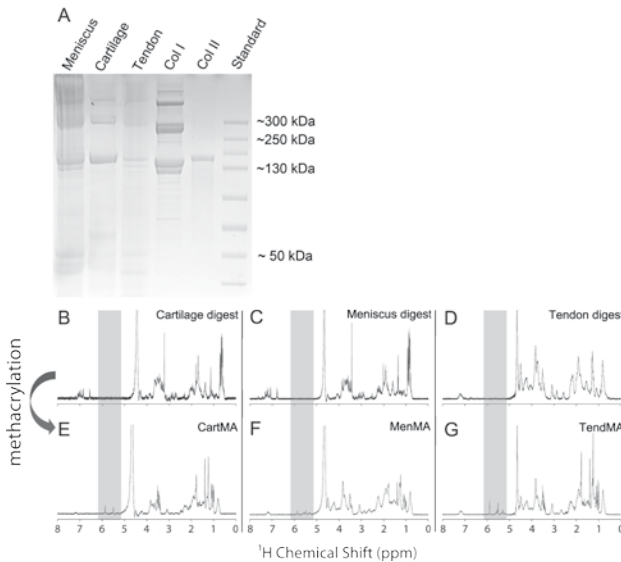 A
Meniscus
Cartilage
Tendon
Col I
Col II
Standard
~300 kDa
~250 kDa
~130 kDa
~ 50 kDa
methacrylation
B
Cartilage digest
C
Meniscus digest
D
Tendon digest
E
CartMA
F
MenMA
G
TendMA
8 7 6 5 4 3 2 1 0
8 7 6 5 4 3 2 1 0
8 7 6 5 4 3 2 1 0
¹H Chemical Shift (ppm)